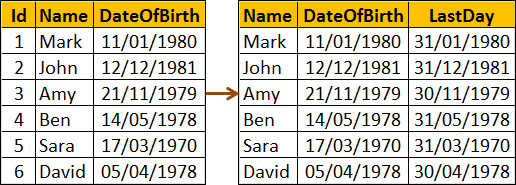 Id Name DateOfBirth Name DateOfBirth LastDay
1 Mark 11/01/1980 Mark 11/01/1980 31/01/1980
2 John 12/12/1981 John 12/12/1981 31/12/1981
3 Amy 21/11/1979 Amy 21/11/1979 30/11/1979
4 Ben 14/05/1978 Ben 14/05/1978 31/05/1978
5 Sara 17/03/1970 Sara 17/03/1970 31/03/1970
6 David 05/04/1978 David 05/04/1978 30/04/1978